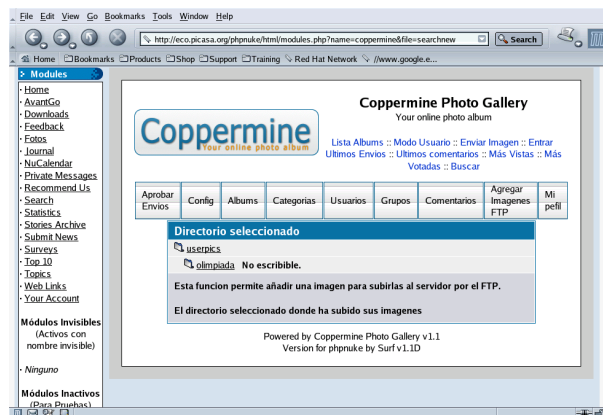 File Edit View Go Bookmarks Tools Window Help
http://eco.picasa.org/phpnuke/html/modules.php?name=coppermine&file=searchnew
Search
Home Bookmarks Products Shop Support Training Red Hat Network //www.google.e...
Modules
· Home
· AvantGo
· Downloads
· Feedback
· Fotos
· Journal
· NuCalendar
· Private Messages
· Recommend Us
· Search
· Statistics
· Stories Archive
· Submit News
· Surveys
· Top 10
· Topics
· Web Links
· Your Account
Módulos Invisibles
(Activos con
nombre invisible)
· Ninguno
Módulos Inactivos
(Para Pruebas)
Coppermine
Your online photo album
Coppermine Photo Gallery
Your online photo album
Lista Albums :: Modo Usuario :: Enviar Imagen :: Entrar
Ultimos Envios :: Ultimos comentarios :: Más Vistas :: Más
Votadas :: Buscar
Aprobar Envios
Config
Albums
Categorias
Usuarios
Grupos
Comentarios
Agregar Imagenes FTP
Mi pefil
Directorio seleccionado
userpics
olimpiada No escribible.
Esta funcion permite añadir una imagen para subirlas al servidor por el FTP.
El directorio seleccionado donde ha subido sus imagenes
Powered by Coppermine Photo Gallery v1.1
Version for phpnuke by Surf v1.1D